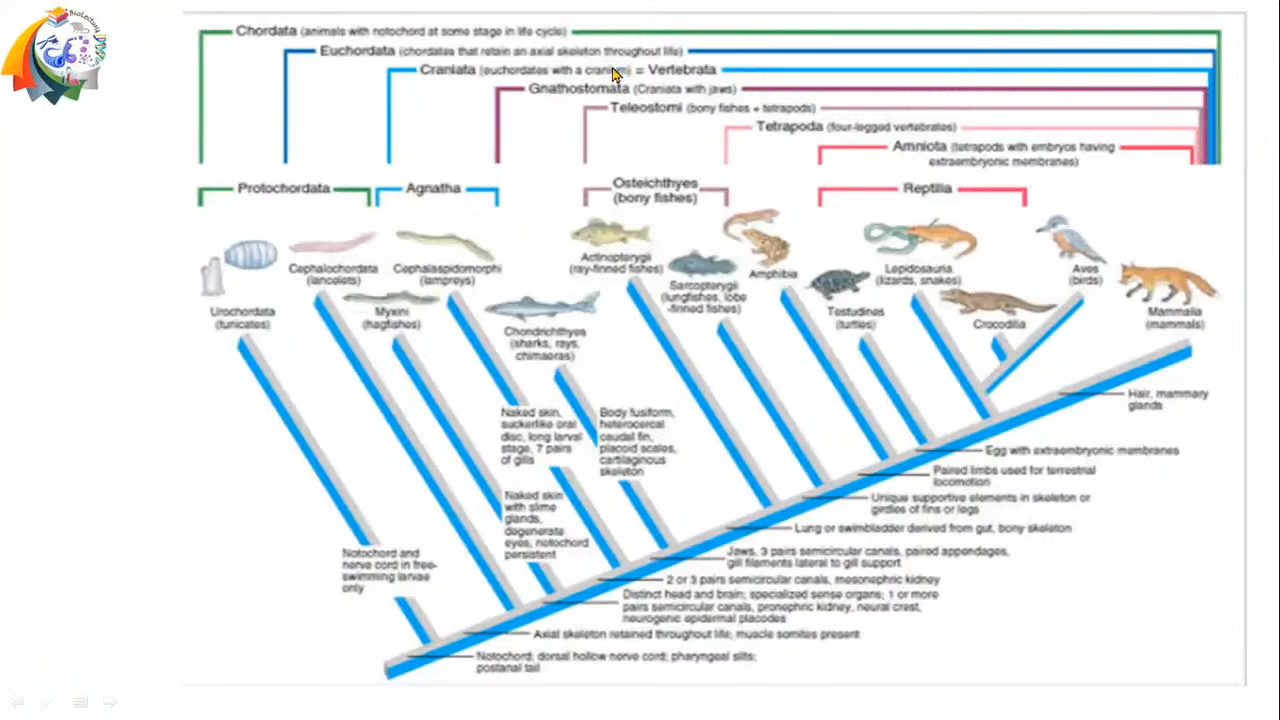 BioLecture
Chordata (animals with notochord at some stage in life cycle)
Euchordata (chordates that retain an axial skeleton throughout life)
Craniata (euchordates with a cranium) = Vertebrata
Gnathostomata (Craniata with jaws)
Teleostomi (bony fishes + tetrapods)
Tetrapoda (four-legged vertebrates)
Amniota (tetrapods with embryos having
extraembryonic membranes)
Protochordata
Agnatha
Osteichthyes
(bony fishes)
Reptilia
Urochordata
(tunicates)
Cephalochordata
(lancelets)
Myxini
(hagfishes)
Cephalaspidomorphi
(lampreys)
Chondrichthyes
(sharks, rays,
chimaeras)
Actinopterygii
(ray-finned fishes)
Sarcopterygii
(lungfishes, lobe
-finned fishes)
Amphibia
Testudines
(turtles)
Lepidosauria
(lizards, snakes)
Crocodilia
Aves
(birds)
Mammalia
(mammals)
Naked skin,
suckerlike oral
disc, long larval
stage, 7 pairs
of gills
Body fusiform,
heterocercal
caudal fin,
placoid scales,
cartilaginous
skeleton
Naked skin
with slime
glands,
degenerate
eyes, notochord
persistent
Notochord and
nerve cord in free-
swimming larvae
only
Hair, mammary
glands
Egg with extraembryonic membranes
Paired limbs used for terrestrial
locomotion
Unique supportive elements in skeleton or
girdles of fins or legs
Lung or swimbladder derived from gut, bony skeleton
Jaws, 3 pairs semicircular canals, paired appendages,
gill filaments lateral to gill support
2 or 3 pairs semicircular canals, mesonephric kidney
Distinct head and brain; specialized sense organs; 1 or more
pairs semicircular canals, pronephric kidney, neural crest,
neurogenic epidermal placodes
Axial skeleton retained throughout life, muscle somites present
Notochord; dorsal hollow nerve cord; pharyngeal slits;
postanal tail